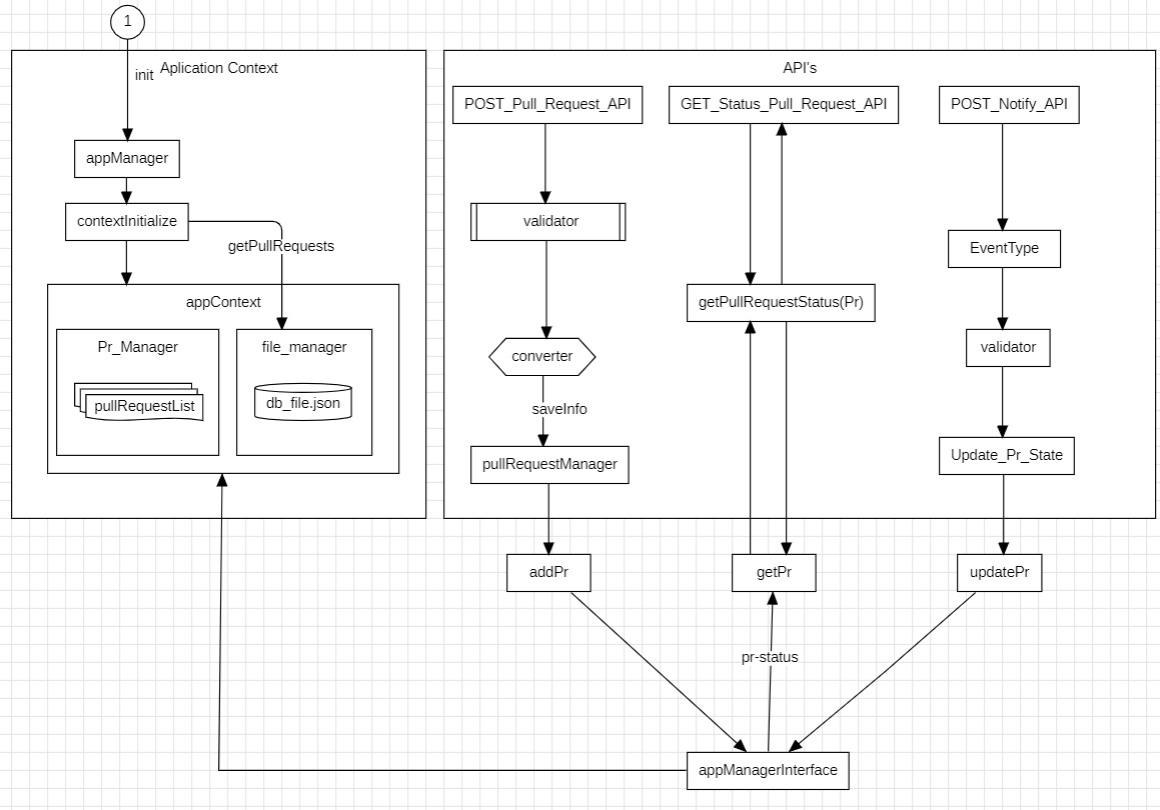 1
init
Aplication Context
appManager
contextInitialize
getPullRequests
appContext
Pr_Manager
file_manager
pullRequestList
db_file.json
API's
POST_Pull_Request_API
GET_Status_Pull_Request_API
POST_Notify_API
validator
EventType
getPullRequestStatus(Pr)
converter
validator
saveInfo
pullRequestManager
Update_Pr_State
addPr
getPr
updatePr
pr-status
appManagerInterface